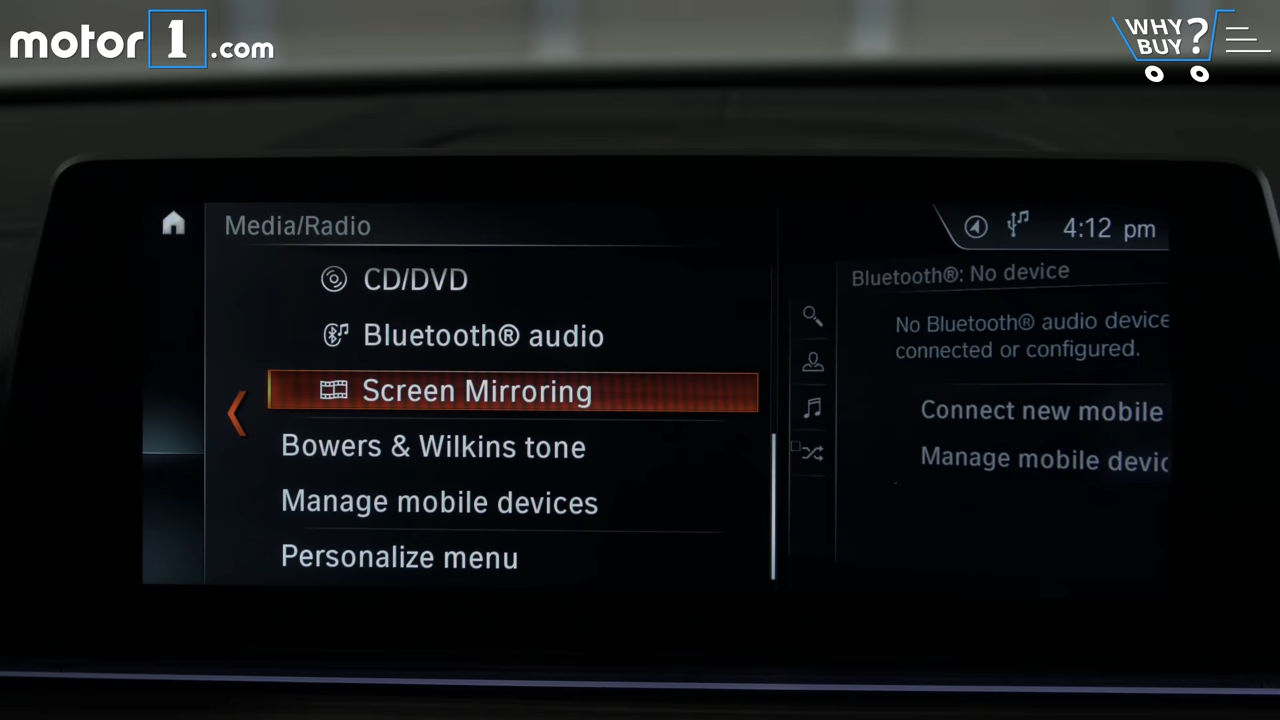 motor1.com
WHY
BUY?
Media/Radio
4:12 pm
CD/DVD
Bluetooth® audio
Screen Mirroring
Bowers & Wilkins tone
Manage mobile devices
Personalize menu
Bluetooth®: No device
No Bluetooth® audio device
connected or configured.
Connect new mobile
Manage mobile devic